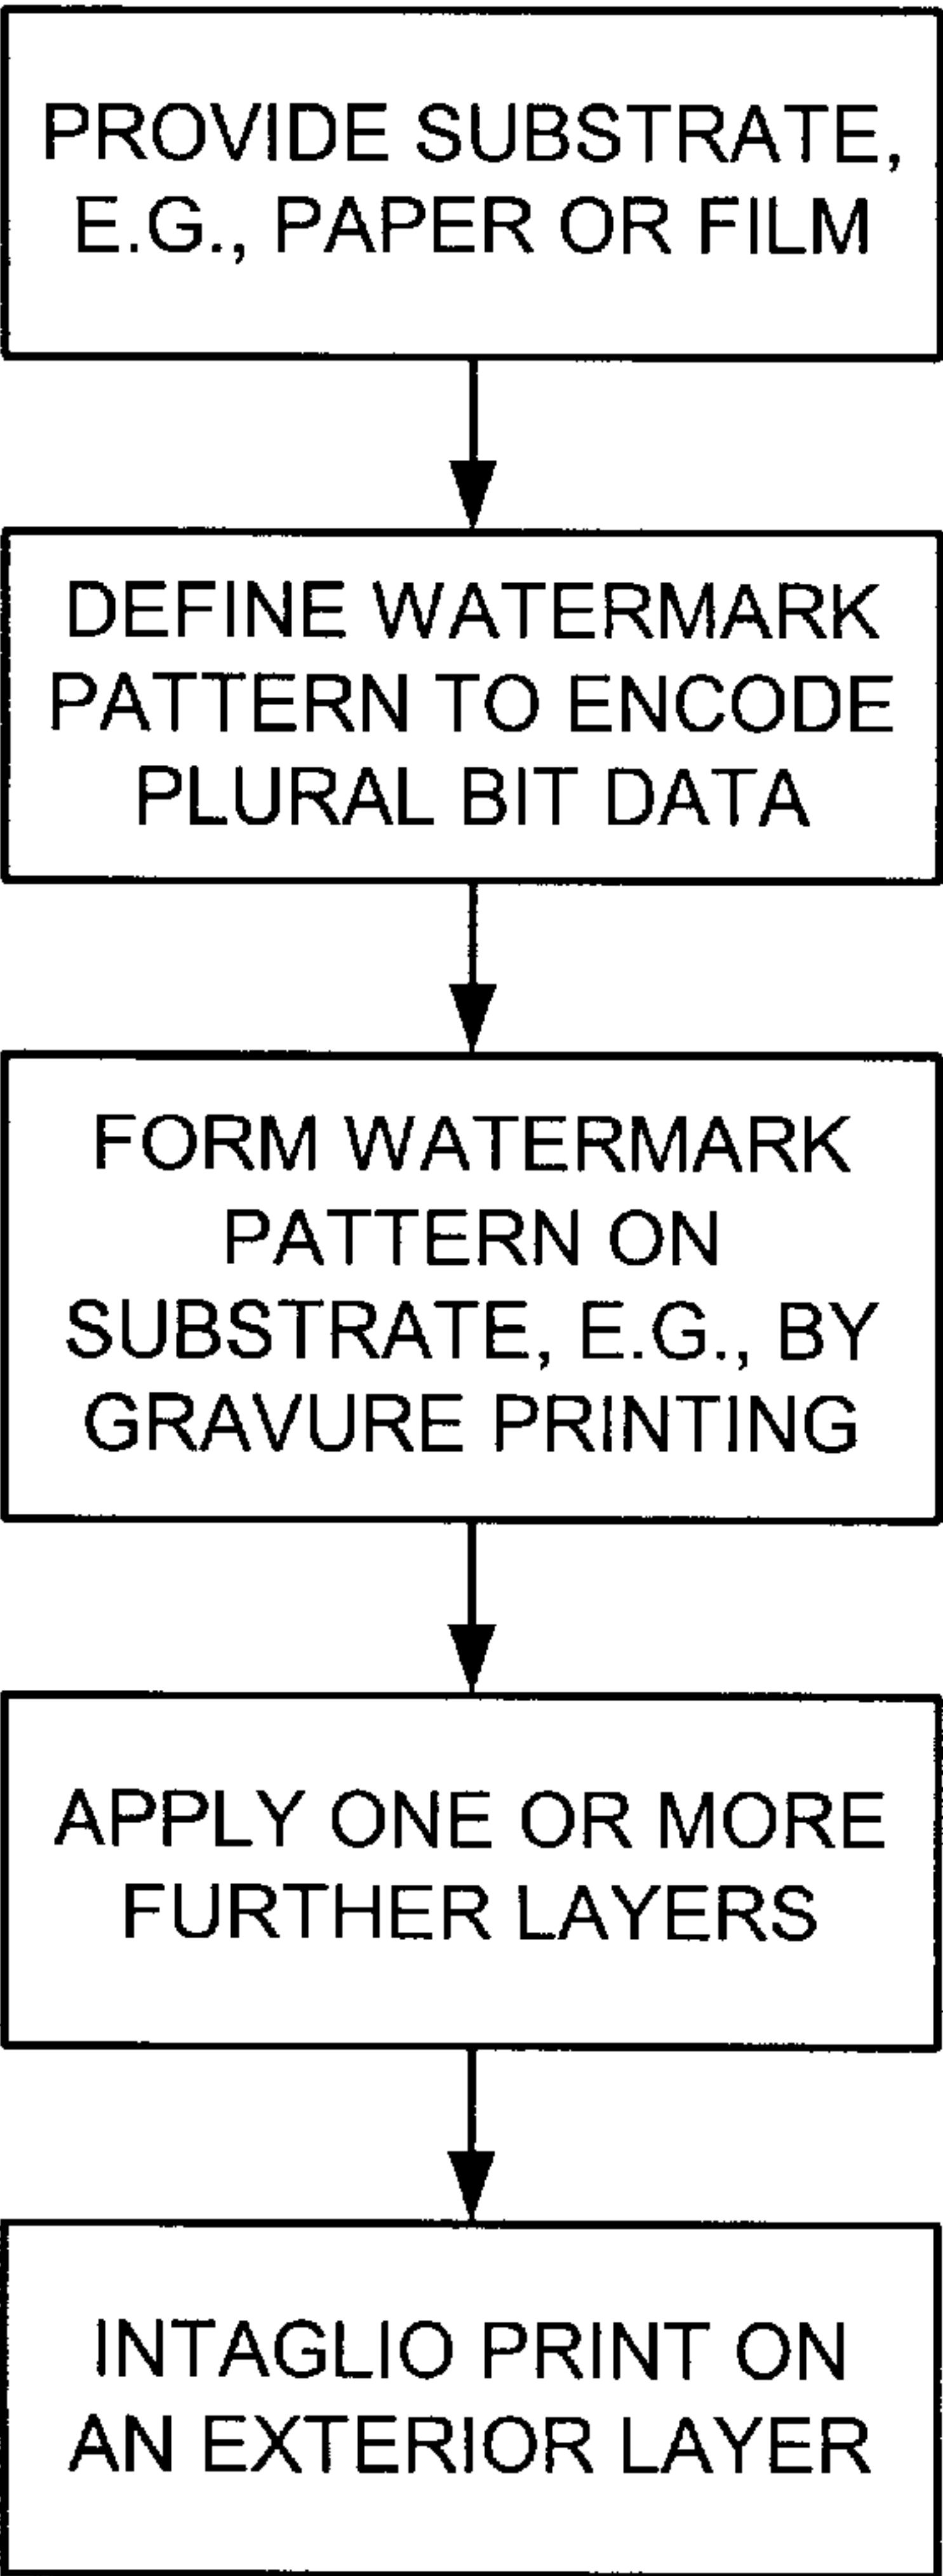 PROVIDE SUBSTRATE,
E.G., PAPER OR FILM
DEFINE WATERMARK
PATTERN TO ENCODE
PLURAL BIT DATA
FORM WATERMARK
PATTERN ON
SUBSTRATE, E.G., BY
GRAVURE PRINTING
APPLY ONE OR MORE
FURTHER LAYERS
INTAGLIO PRINT ON
AN EXTERIOR LAYER